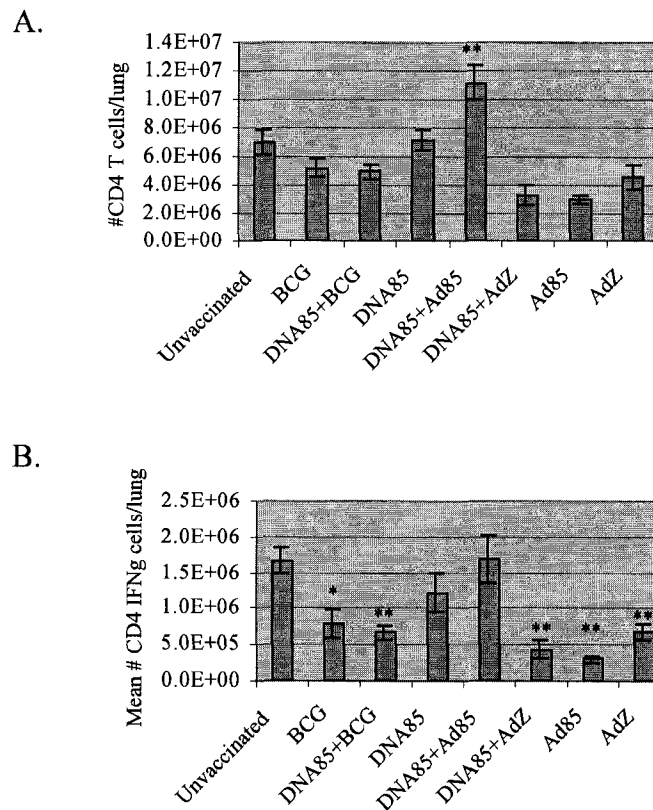 A.
#CD4 T cells/lung
1.4E+07
1.2E+07
1.0E+07
8.0E+06
6.0E+06
4.0E+06
2.0E+06
0.0E+00
**
Unvaccinated
BCG
DNA85+BCG
DNA85
DNA85+Ad85
DNA85+AdZ
Ad85
AdZ
B.
Mean # CD4 IFNg cells/lung
2.5E+06
2.0E+06
1.5E+06
1.0E+06
5.0E+05
0.0E+00
*
**
**
**
**
Unvaccinated
BCG
DNA85+BCG
DNA85
DNA85+Ad85
DNA85+AdZ
Ad85
AdZ